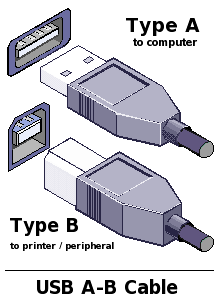 Type A
to computer
Type B
to printer / peripheral
USB A-B Cable